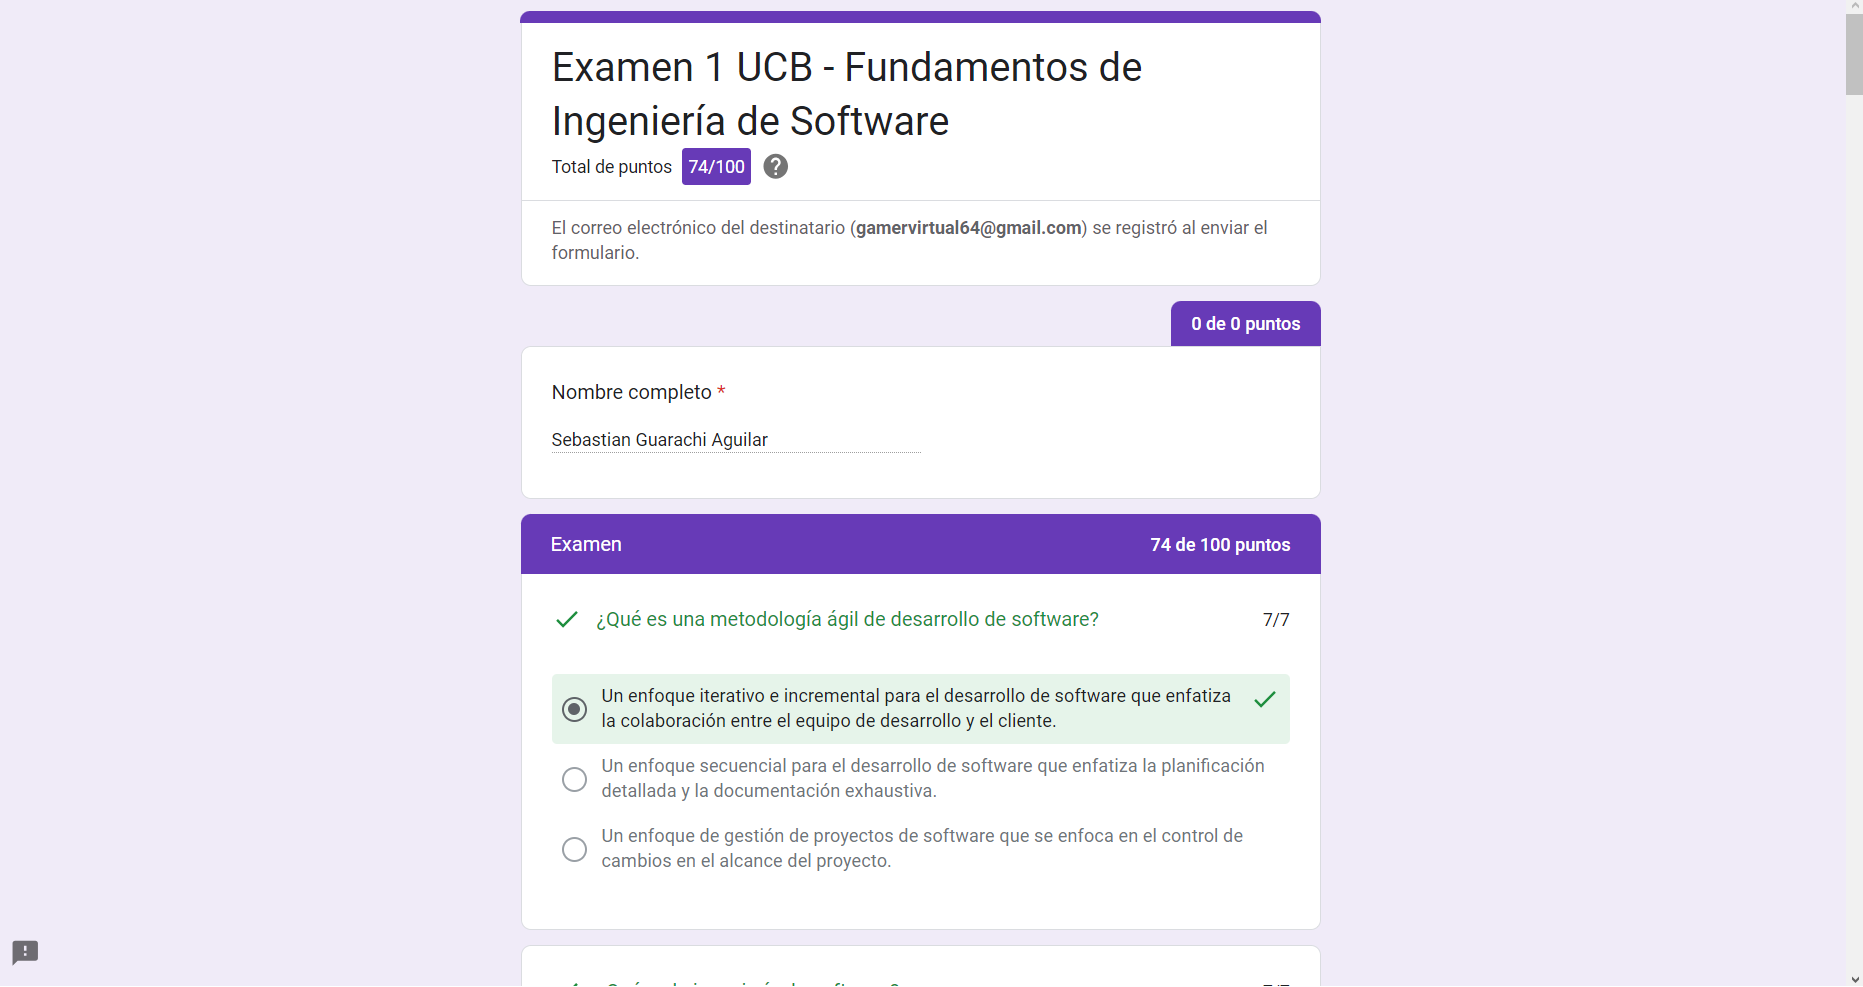 Examen 1 UCB - Fundamentos de
Ingeniería de Software
Total de puntos 74/100
El correo electrónico del destinatario (gamervirtual64@gmail.com) se registró al enviar el
formulario.
0 de 0 puntos
Nombre completo *
Sebastian Guarachi Aguilar
Examen 74 de 100 puntos
¿Qué es una metodología ágil de desarrollo de software? 7/7
Un enfoque iterativo e incremental para el desarrollo de software que enfatiza
la colaboración entre el equipo de desarrollo y el cliente.
Un enfoque secuencial para el desarrollo de software que enfatiza la planificación
detallada y la documentación exhaustiva.
Un enfoque de gestión de proyectos de software que se enfoca en el control de
cambios en el alcance del proyecto.